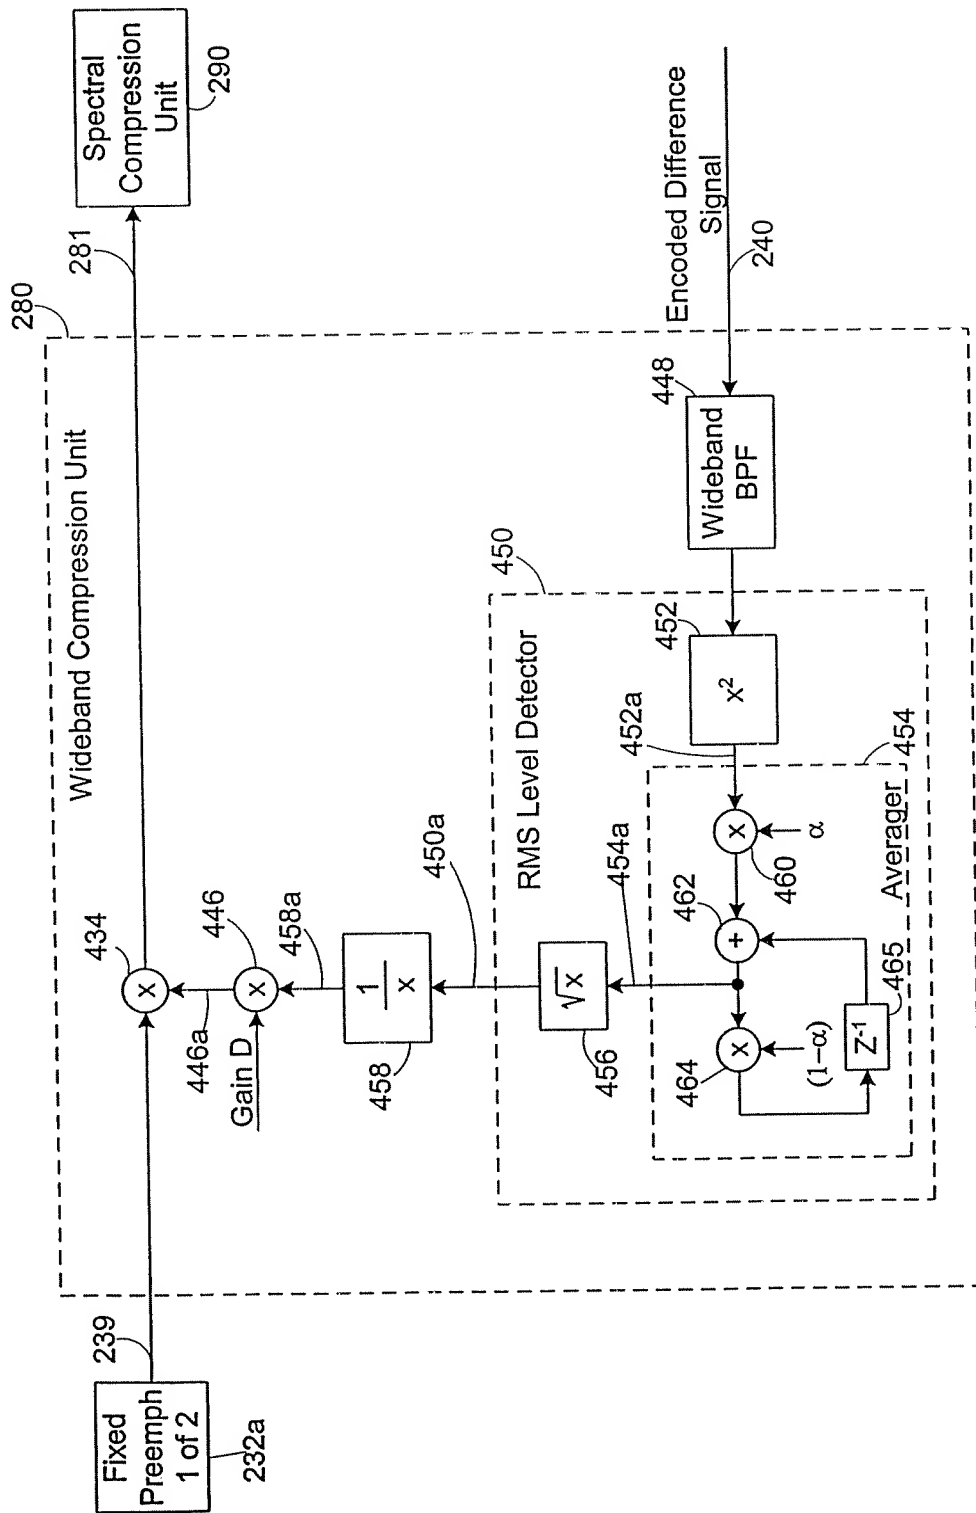 Fixed
Preemph
1 of 2
232a
239
280
Wideband Compression Unit
434
281
Spectral
Compression
Unit
290
446a
446
Gain D
458a
1
x
458
450a
RMS Level Detector
450
√x
456
454a
Encoded Difference
Signal
240
448
Wideband
BPF
452
x²
452a
454
Averager
X
460
α
462
+
X
464
(1-α)
Z⁻¹
465
X
X